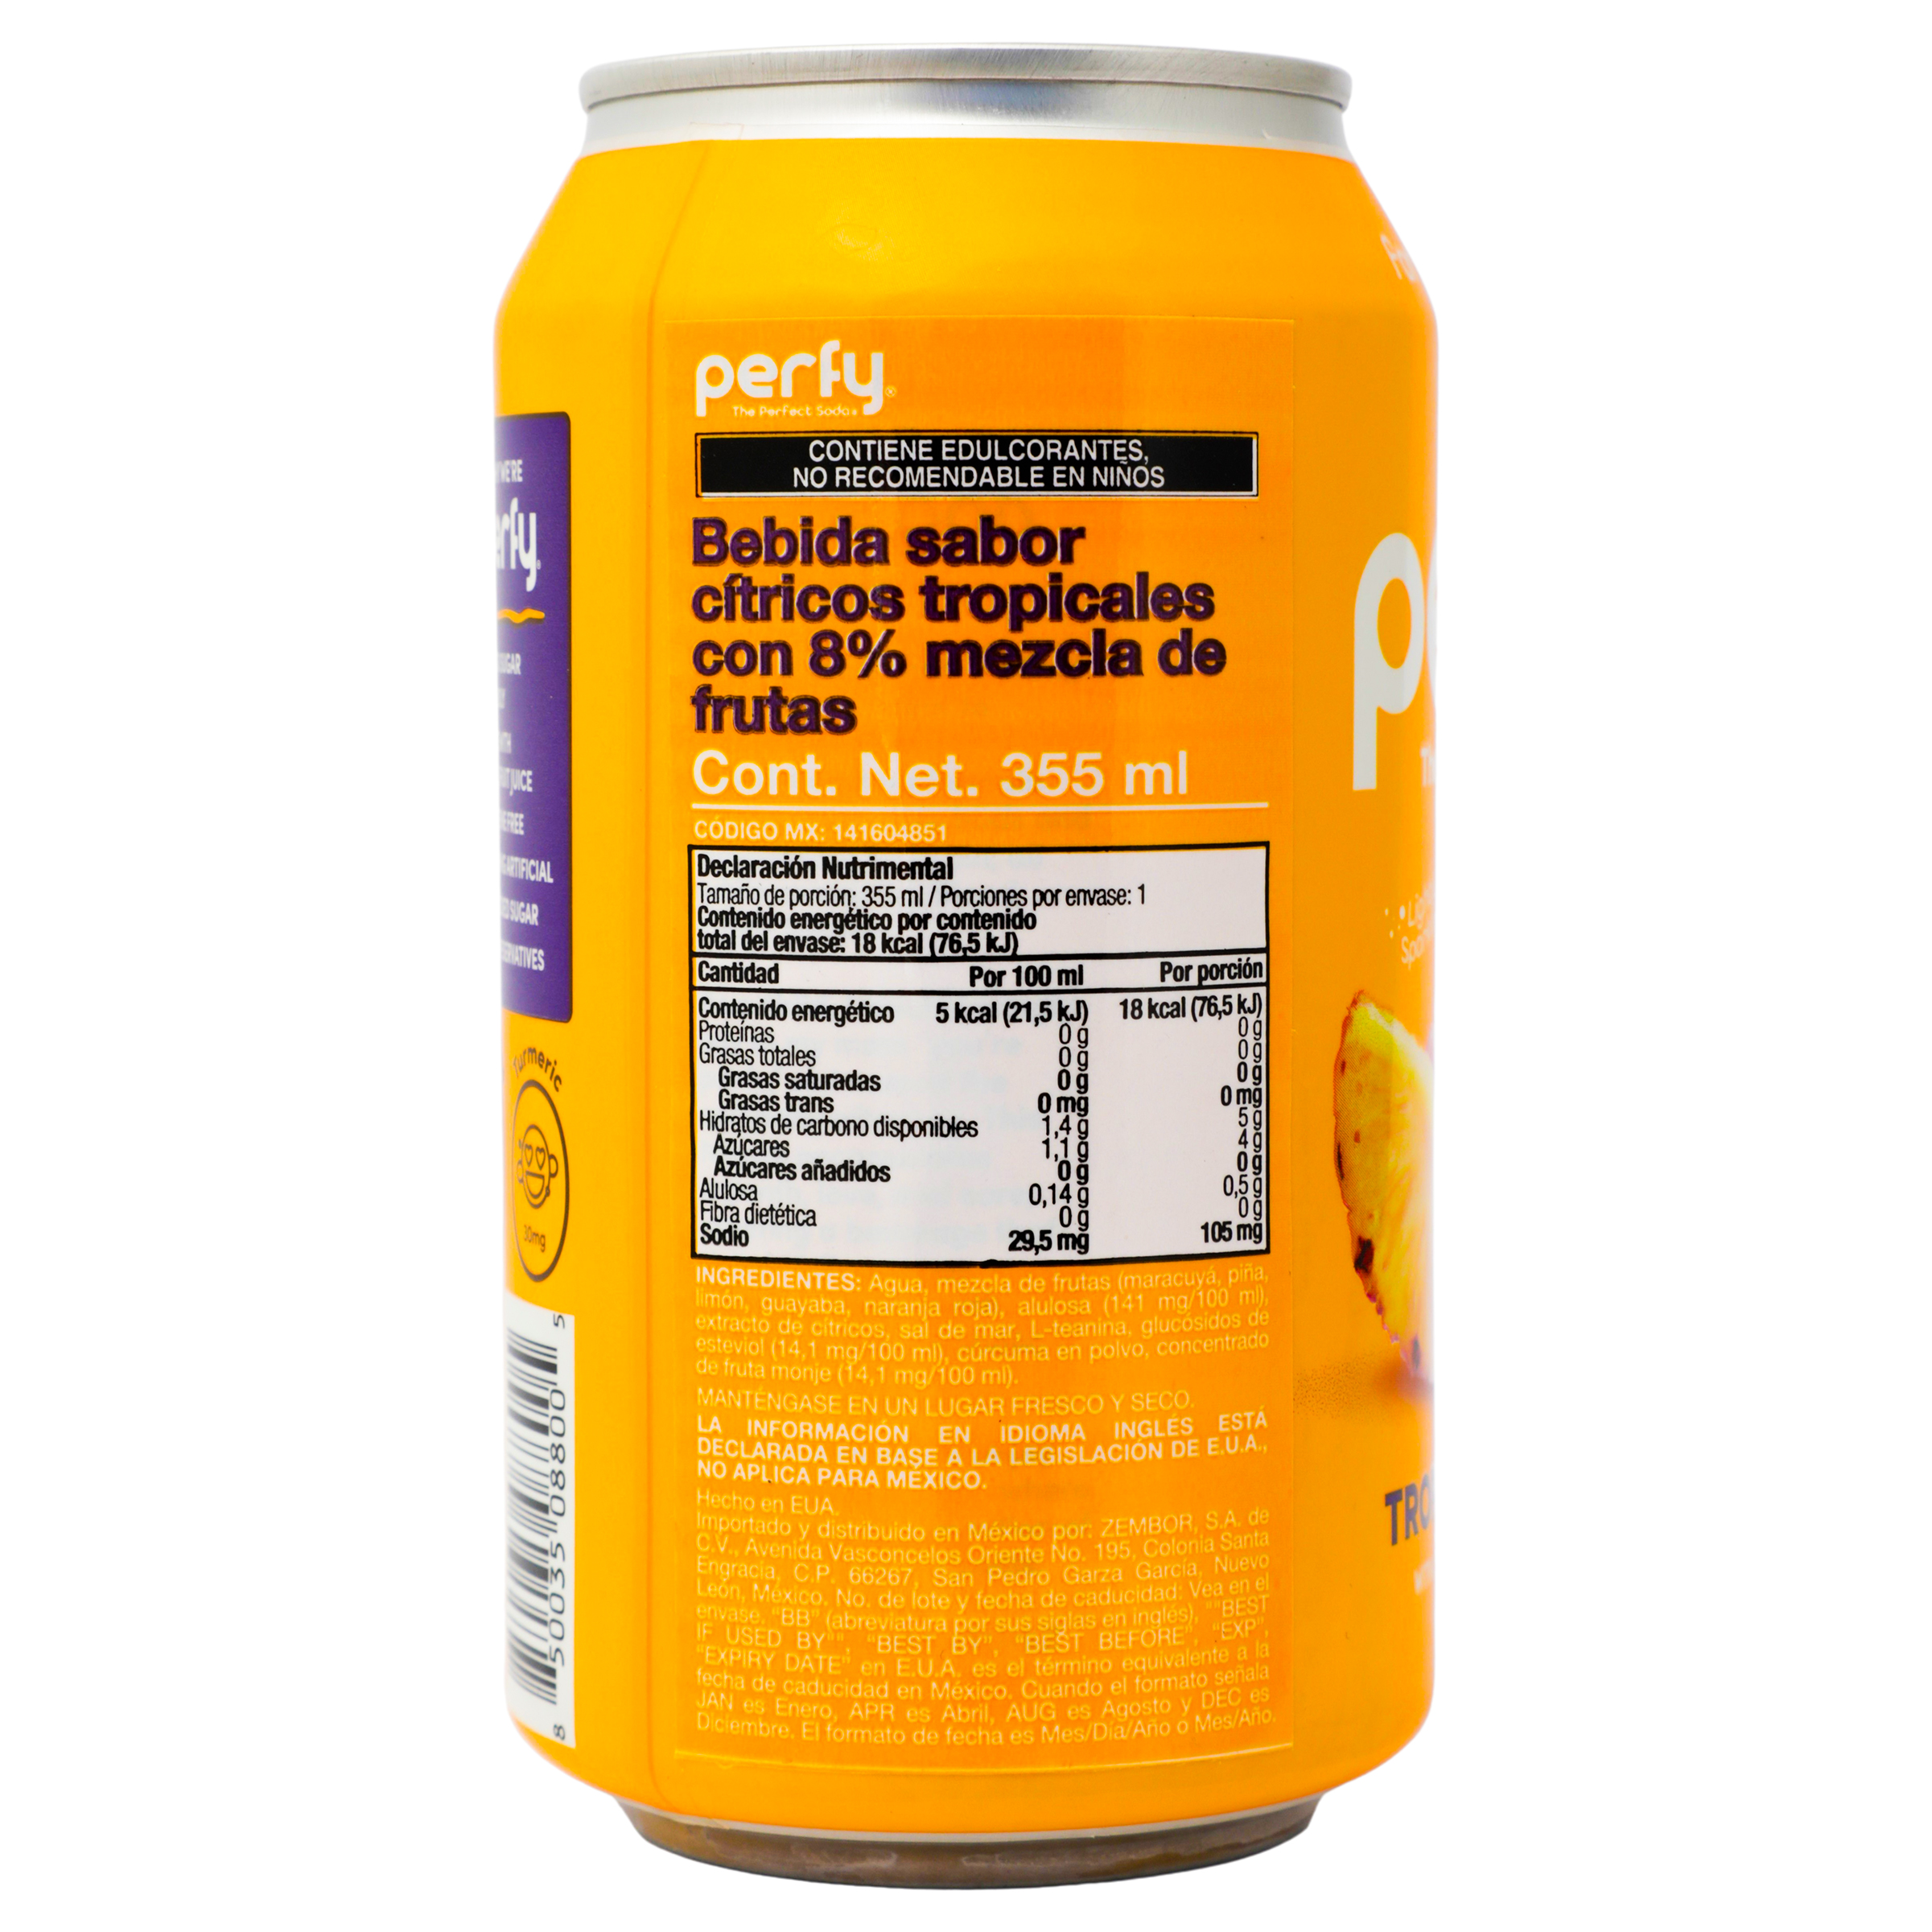 perfy
The Perfect Soda
CONTIENE EDULCORANTES,
NO RECOMENDABLE EN NIÑOS
Bebida sabor
cítricos tropicales
con 8% mezcla de
frutas
Cont. Net. 355 ml
CÓDIGO MX: 141604851
Declaración Nutrimental
Tamaño de porción: 355 ml / Porciones por envase: 1
Contenido energético por contenido
total del envase: 18 kcal (76,5 kJ)
Cantidad Por 100 ml Por porción
Contenido energético 5 kcal (21,5 kJ) 18 kcal (76,5 kJ)
Proteínas 0 g 0 g
Grasas totales 0 g 0 g
Grasas saturadas 0 g 0 g
Grasas trans 0 mg 0 mg
Hidratos de carbono disponibles 1,4 g 5 g
Azúcares 1,1 g 4 g
Azúcares añadidos 0 g 0 g
Alulosa 0,14 g 0,5 g
Fibra dietética 0 g 0 g
Sodio 29,5 mg 105 mg
INGREDIENTES: Agua, mezcla de frutas (maracuyá, piña,
limón, guayaba, naranja roja), alulosa (141 mg/100 ml),
extracto de cítricos, sal de mar, L-teanina, glucósidos de
esteviol (14,1 mg/100 ml), cúrcuma en polvo, concentrado
de fruta monje (14,1 mg/100 ml).
MANTÉNGASE EN UN LUGAR FRESCO Y SECO.
LA INFORMACIÓN EN IDIOMA INGLÉS ESTÁ
DECLARADA EN BASE A LA LEGISLACIÓN DE E.U.A.,
NO APLICA PARA MÉXICO.
Hecho en EUA.
Importado y distribuido en México por: ZEMBOR, S.A. de
C.V., Avenida Vasconcelos Oriente No. 195, Colonia Santa
Engracia, C.P. 66267, San Pedro Garza García, Nuevo
León, México. No. de lote y fecha de caducidad: Vea en el
envase. "BB" (abreviatura por sus siglas en inglés), ""BEST
IF USED BY"", "BEST BY", "BEST BEFORE", "EXP",
"EXPIRY DATE" en E.U.A. es el término equivalente a la
fecha de caducidad en México. Cuando el formato señala
JAN es Enero, APR es Abril, AUG es Agosto y DEC es
Diciembre. El formato de fecha es Mes/Día/Año o Mes/Año.
WE'RE
JUICE
FREE
ARTIFICIAL
SUGAR
Turmeric
30mg
8 50035 08800 5